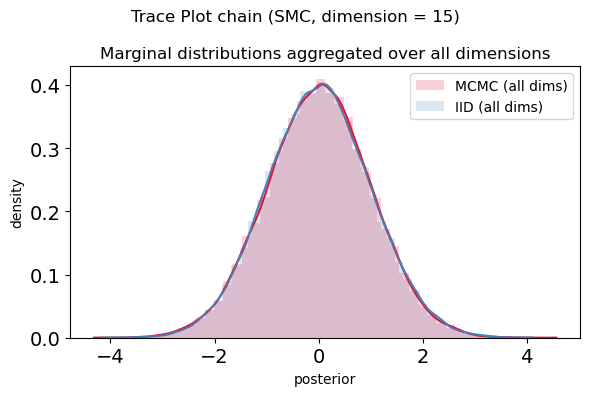 Trace Plot chain (SMC, dimension = 15)
Marginal distributions aggregated over all dimensions
MCMC (all dims)
IID (all dims)
density
0.4
0.3
0.2
0.1
0.0
−4
−2
0
2
4
posterior